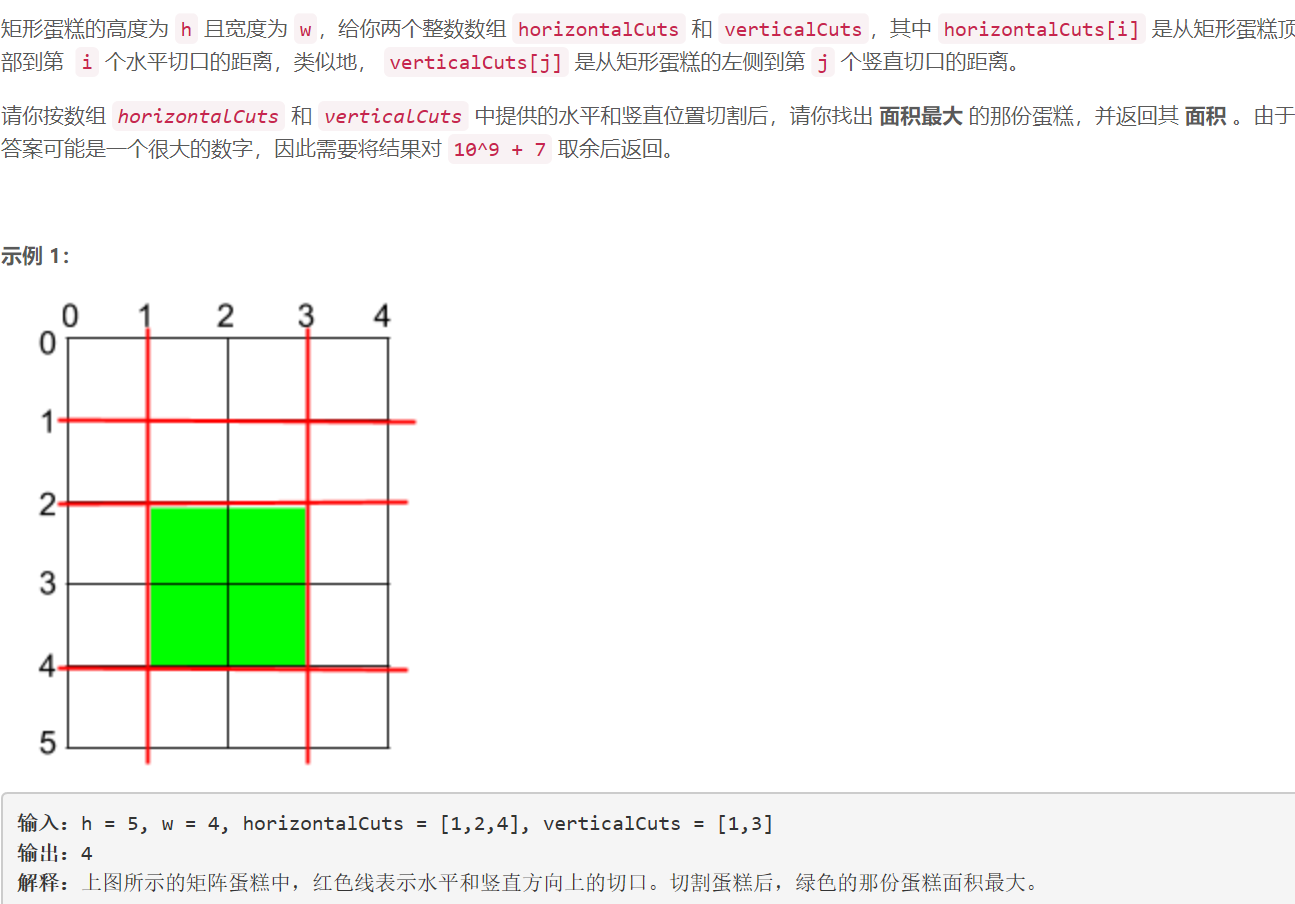 矩形蛋糕的高度为 h 且宽度为 w，给你两个整数数组 horizontalCuts 和 verticalCuts，其中 horizontalCuts[i] 是从矩形蛋糕顶
部到第 i 个水平切口的距离，类似地， verticalCuts[j] 是从矩形蛋糕的左侧到第 j 个竖直切口的距离。
请你按数组 horizontalCuts 和 verticalCuts 中提供的水平和竖直位置切割后，请你找出 面积最大 的那份蛋糕，并返回其 面积 。由于
答案可能是一个很大的数字，因此需要将结果对 10^9 + 7 取余后返回。
示例 1：
0 1 2 3 4
0
1
2
3
4
5
输入：h = 5, w = 4, horizontalCuts = [1,2,4], verticalCuts = [1,3]
输出：4
解释：上图所示的矩阵蛋糕中，红色线表示水平和竖直方向上的切口。切割蛋糕后，绿色的那份蛋糕面积最大。